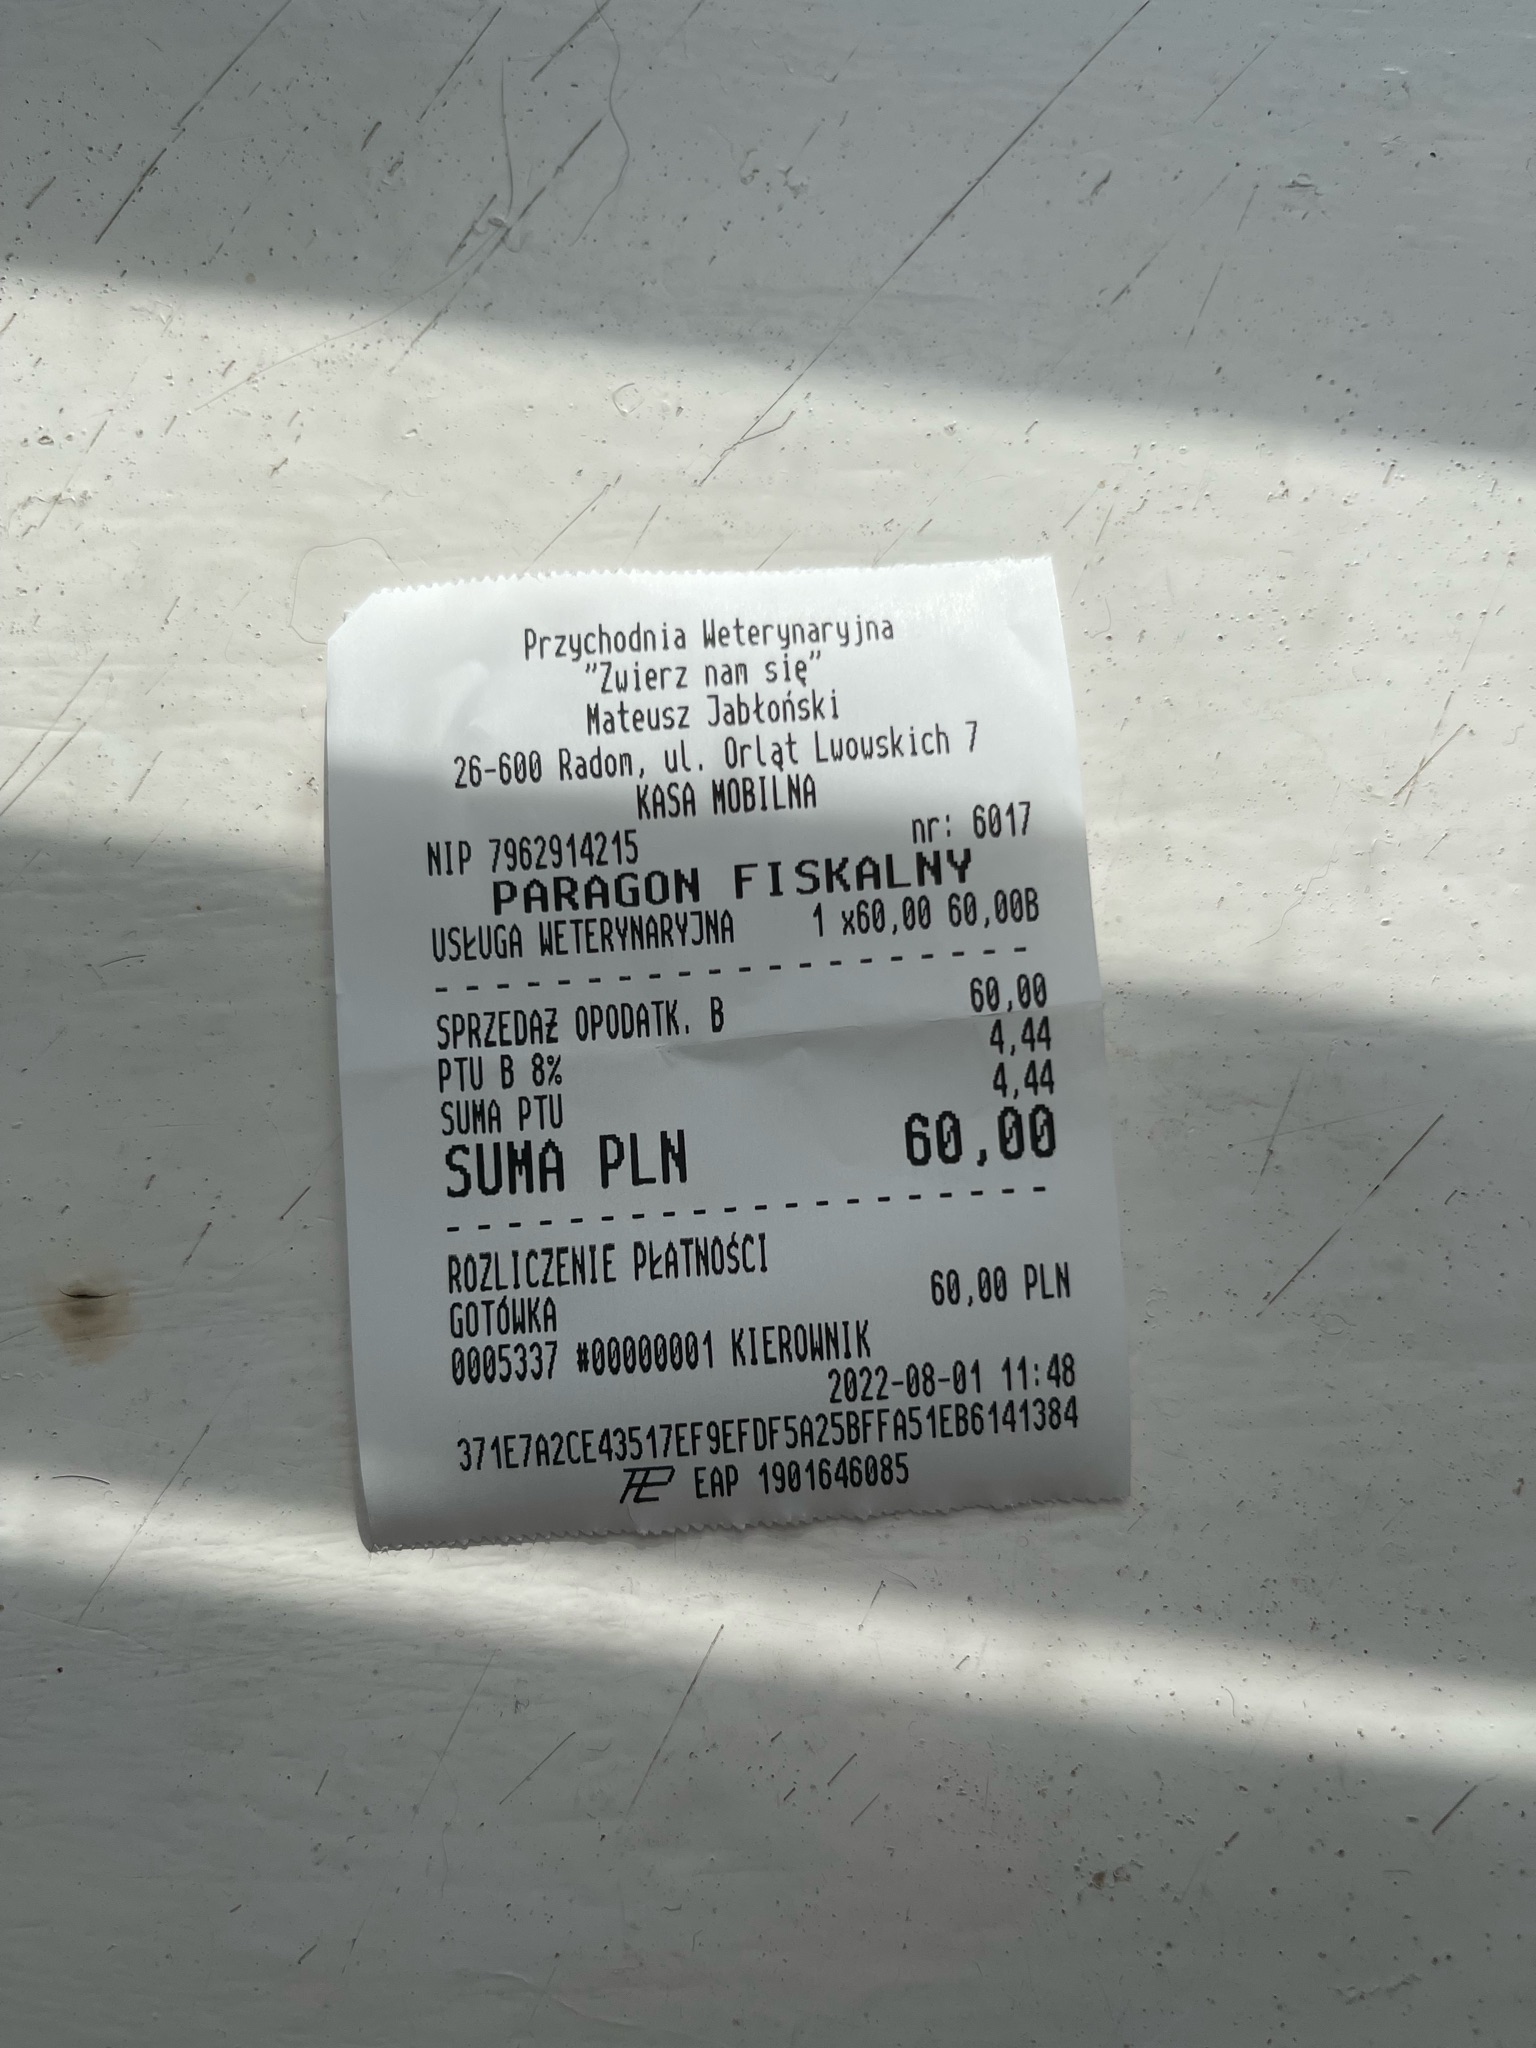 Przychodnia Weterynaryjna
"Zwierz nam się"
Mateusz Jabłoński
26-600 Radom, ul. Orląt Lwowskich 7
KASA MOBILNA
NIP 7962914215 nr: 6017
PARAGON FISKALNY
USŁUGA WETERYNARYJNA 1 x60,00 60,00B
SPRZEDAŻ OPODATK. B 60,00
PTU B 8% 4,44
SUMA PTU 4,44
SUMA PLN 60,00
ROZLICZENIE PŁATNOŚCI
GOTÓWKA 60,00 PLN
0005337 #00000001 KIEROWNIK
2022-08-01 11:48
371E7A2CE43517EF9EFDF5A25BFFA51EB6141384
EAP 1901646085